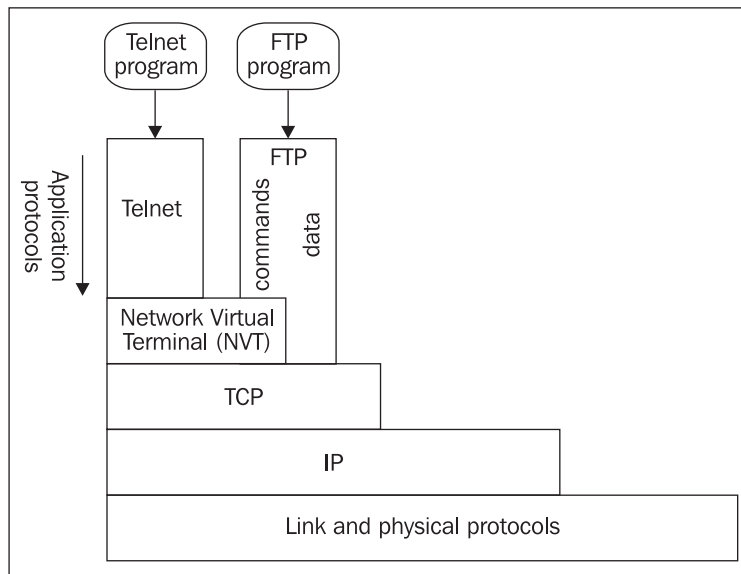 Telnet
program
FTP
program
Application
protocols
Telnet
FTP
commands
data
Network Virtual
Terminal (NVT)
TCP
IP
Link and physical protocols